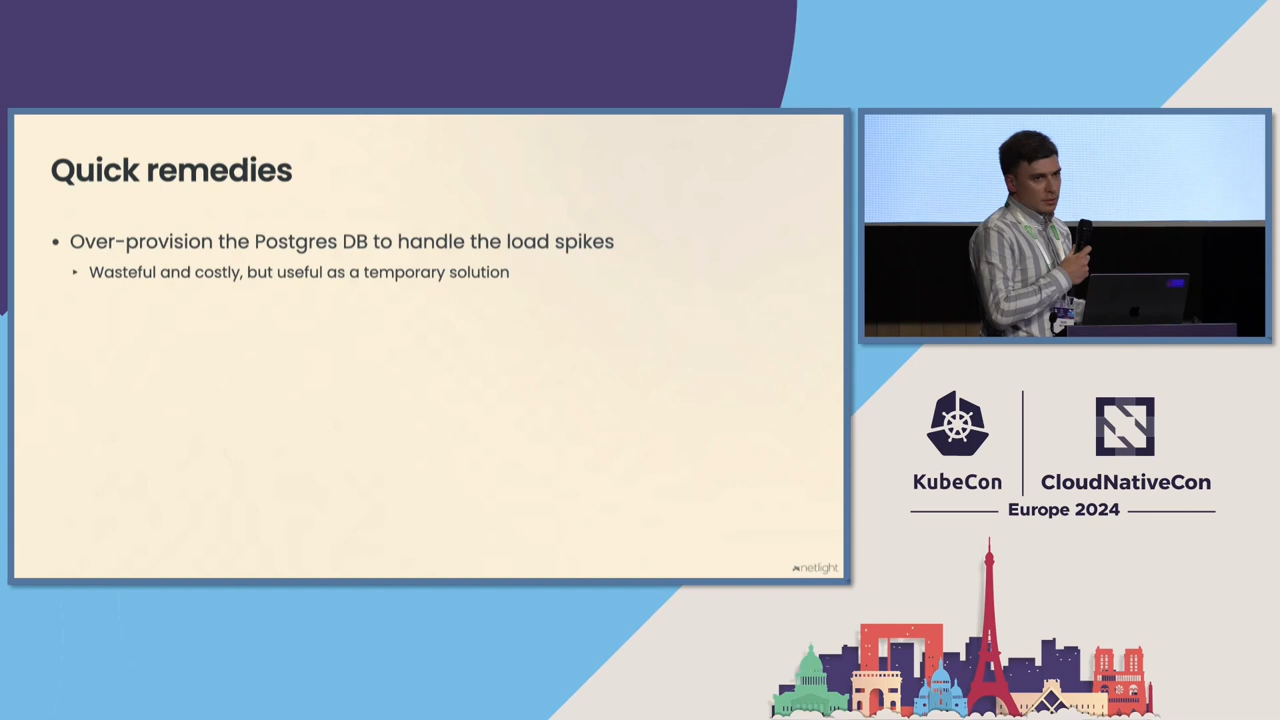 Quick remedies
• Over-provision the Postgres DB to handle the load spikes
‣ Wasteful and costly, but useful as a temporary solution
netlight
KubeCon
CloudNativeCon
Europe 2024